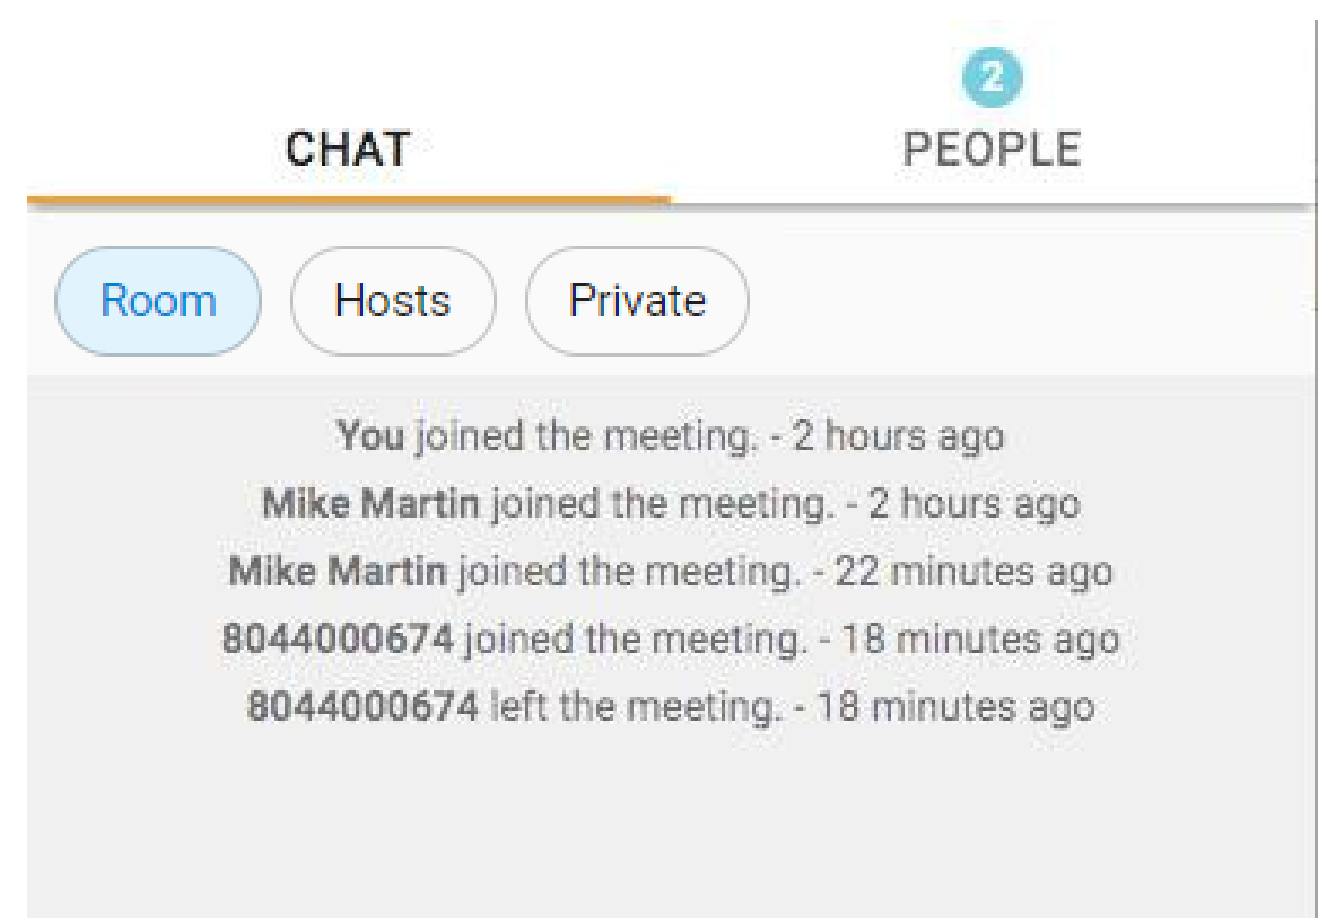 2
CHAT PEOPLE
Room Hosts Private
You joined the meeting. - 2 hours ago
Mike Martin joined the meeting. - 2 hours ago
Mike Martin joined the meeting. - 22 minutes ago
8044000674 joined the meeting. - 18 minutes ago
8044000674 left the meeting. - 18 minutes ago